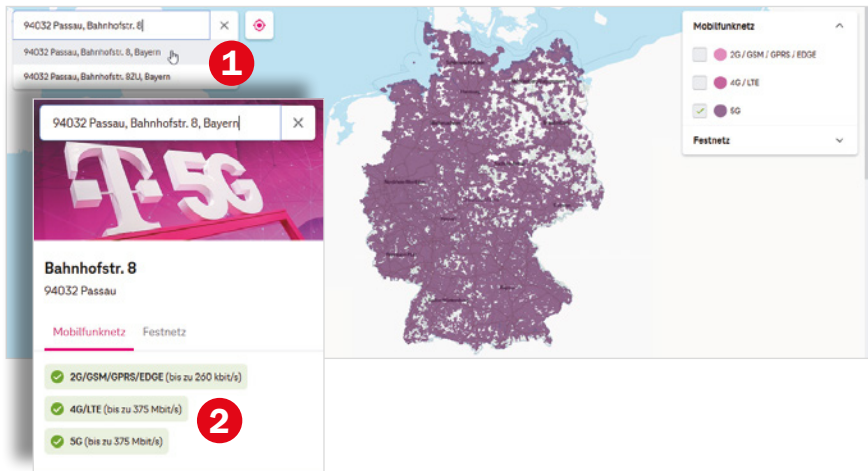 94032 Passau, Bahnhofstr. 8
94032 Passau, Bahnhofstr. 8, Bayern
94032 Passau, Bahnhofstr. 82U, Bayern
1
Mobilfunknetz
2G / GSM / GPRS / EDGE
4G / LTE
5G
Festnetz
94032 Passau, Bahnhofstr. 8, Bayern
T 5G
Bahnhofstr. 8
94032 Passau
Mobilfunknetz Festnetz
2G/GSM/GPRS/EDGE (bis zu 260 kbit/s)
4G/LTE (bis zu 375 Mbit/s)
5G (bis zu 375 Mbit/s)
2